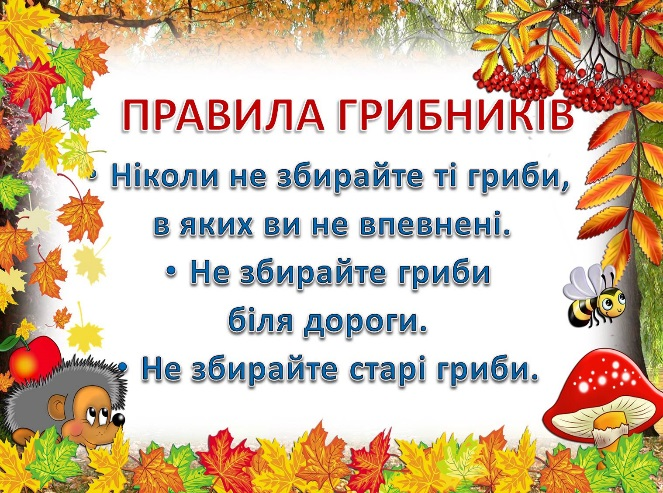 ПРАВИЛА ГРИБНИКІВ
• Ніколи не збирайте ті гриби,
в яких ви не впевнені.
• Не збирайте гриби
біля дороги.
• Не збирайте старі гриби.